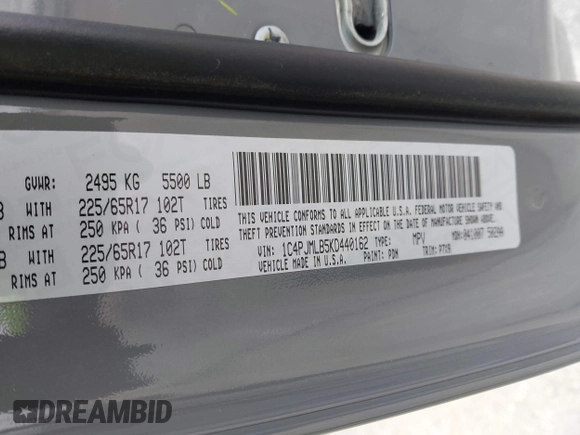 GVWR: 2495 KG 5500 LB
B WITH 225/65R17 102T TIRES
RIMS AT 250 KPA ( 36 PSI) COLD
B WITH 225/65R17 102T TIRES
RIMS AT 250 KPA ( 36 PSI) COLD
THIS VEHICLE CONFORMS TO ALL APPLICABLE U.S.A. FEDERAL MOTOR VEHICLE SAFETY AND
THEFT PREVENTION STANDARDS IN EFFECT ON THE DATE OF MANUFACTURE SHOWN ABOVE.
VIN: 1C4PJMLB5KD440162 TYPE: MPV
VEHICLE MADE IN U.S.A. PAINT: PDN TRIM:
DREAMBID